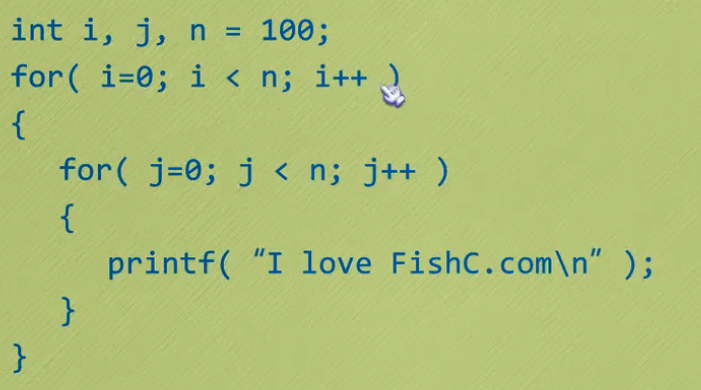 int i, j, n = 100;
for( i=0; i < n; i++ )
{
for( j=0; j < n; j++ )
{
printf( “I love FishC.com\n” );
}
}